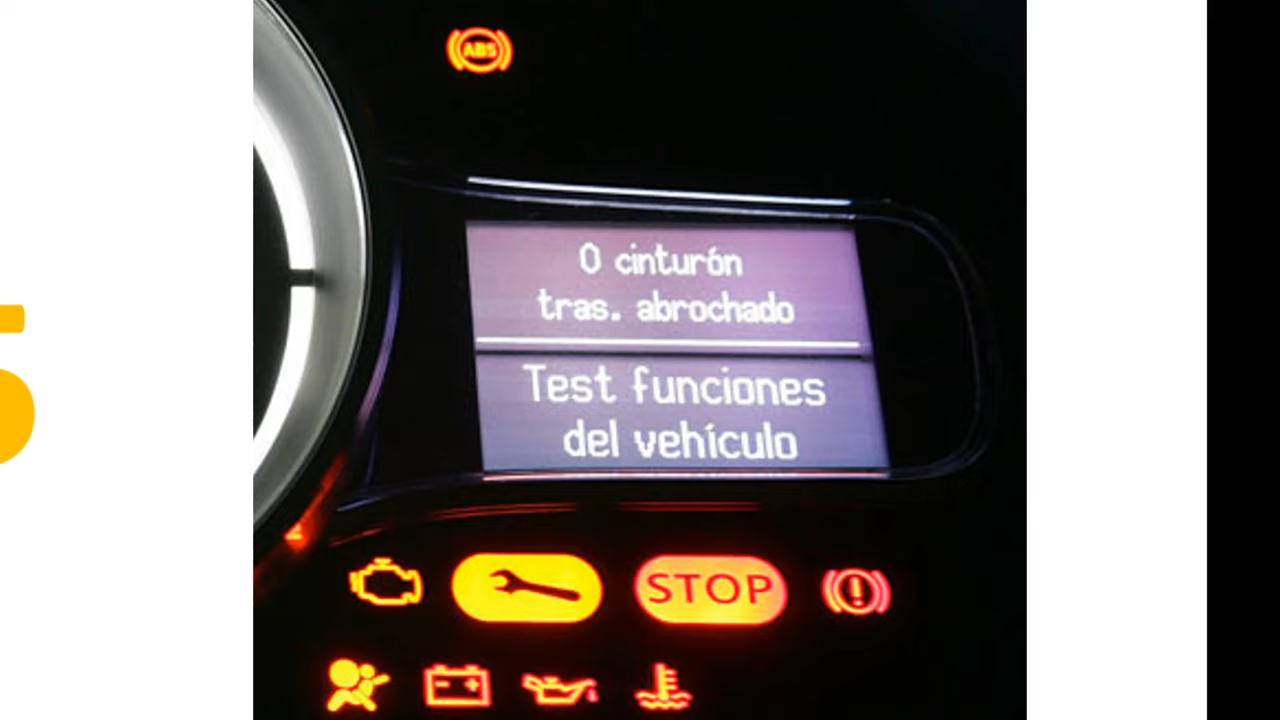 ABS
0 cinturón
tras. abrochado
Test funciones
del vehículo
STOP